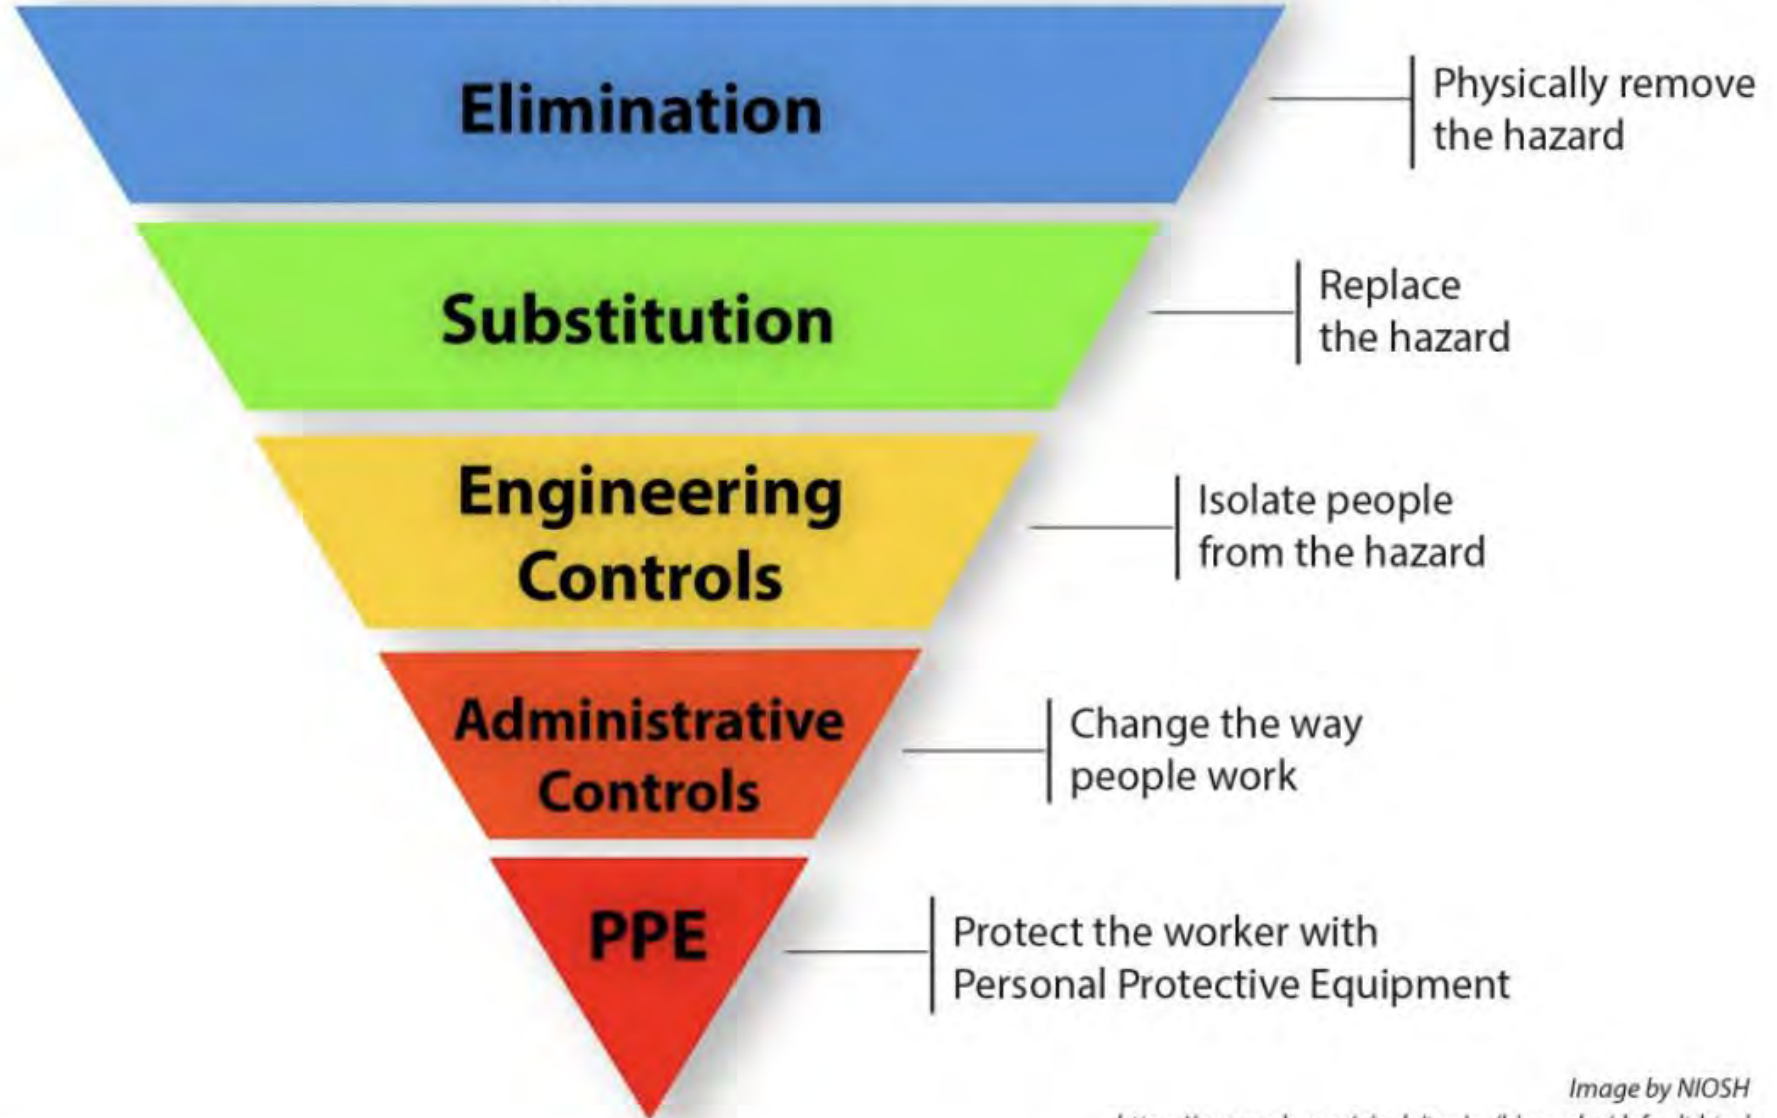 Elimination
Physically remove
the hazard
Substitution
Replace
the hazard
Engineering
Controls
Isolate people
from the hazard
Administrative
Controls
Change the way
people work
PPE
Protect the worker with
Personal Protective Equipment
Image by NIOSH